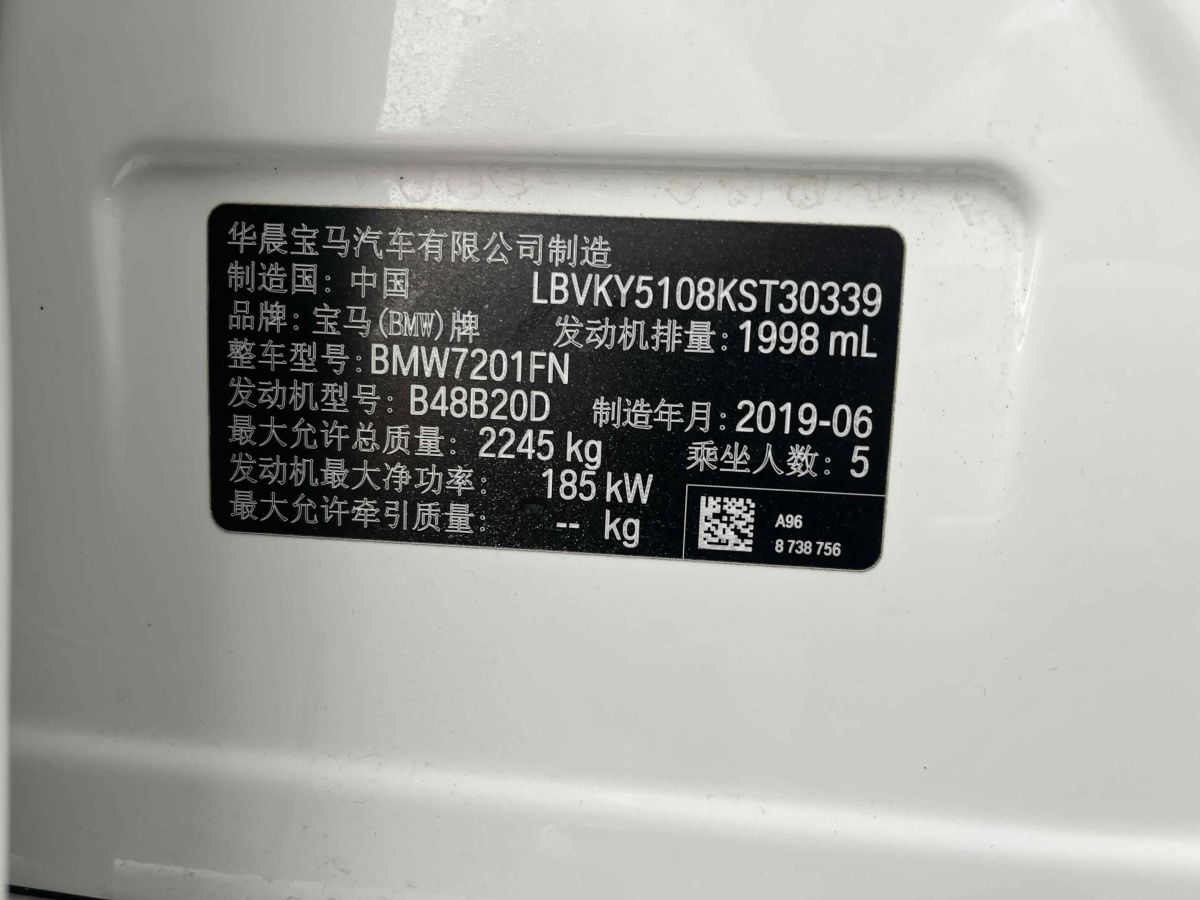 华晨宝马汽车有限公司制造
制造国：中国 LBVKY5108KST30339
品牌：宝马(BMW)牌 发动机排量：1998 mL
整车型号：BMW7201FN
发动机型号：B48B20D 制造年月：2019-06
最大允许总质量：2245 kg 乘坐人数：5
发动机最大净功率：185 kW
最大允许牵引质量：-- kg
A96
8 738 756